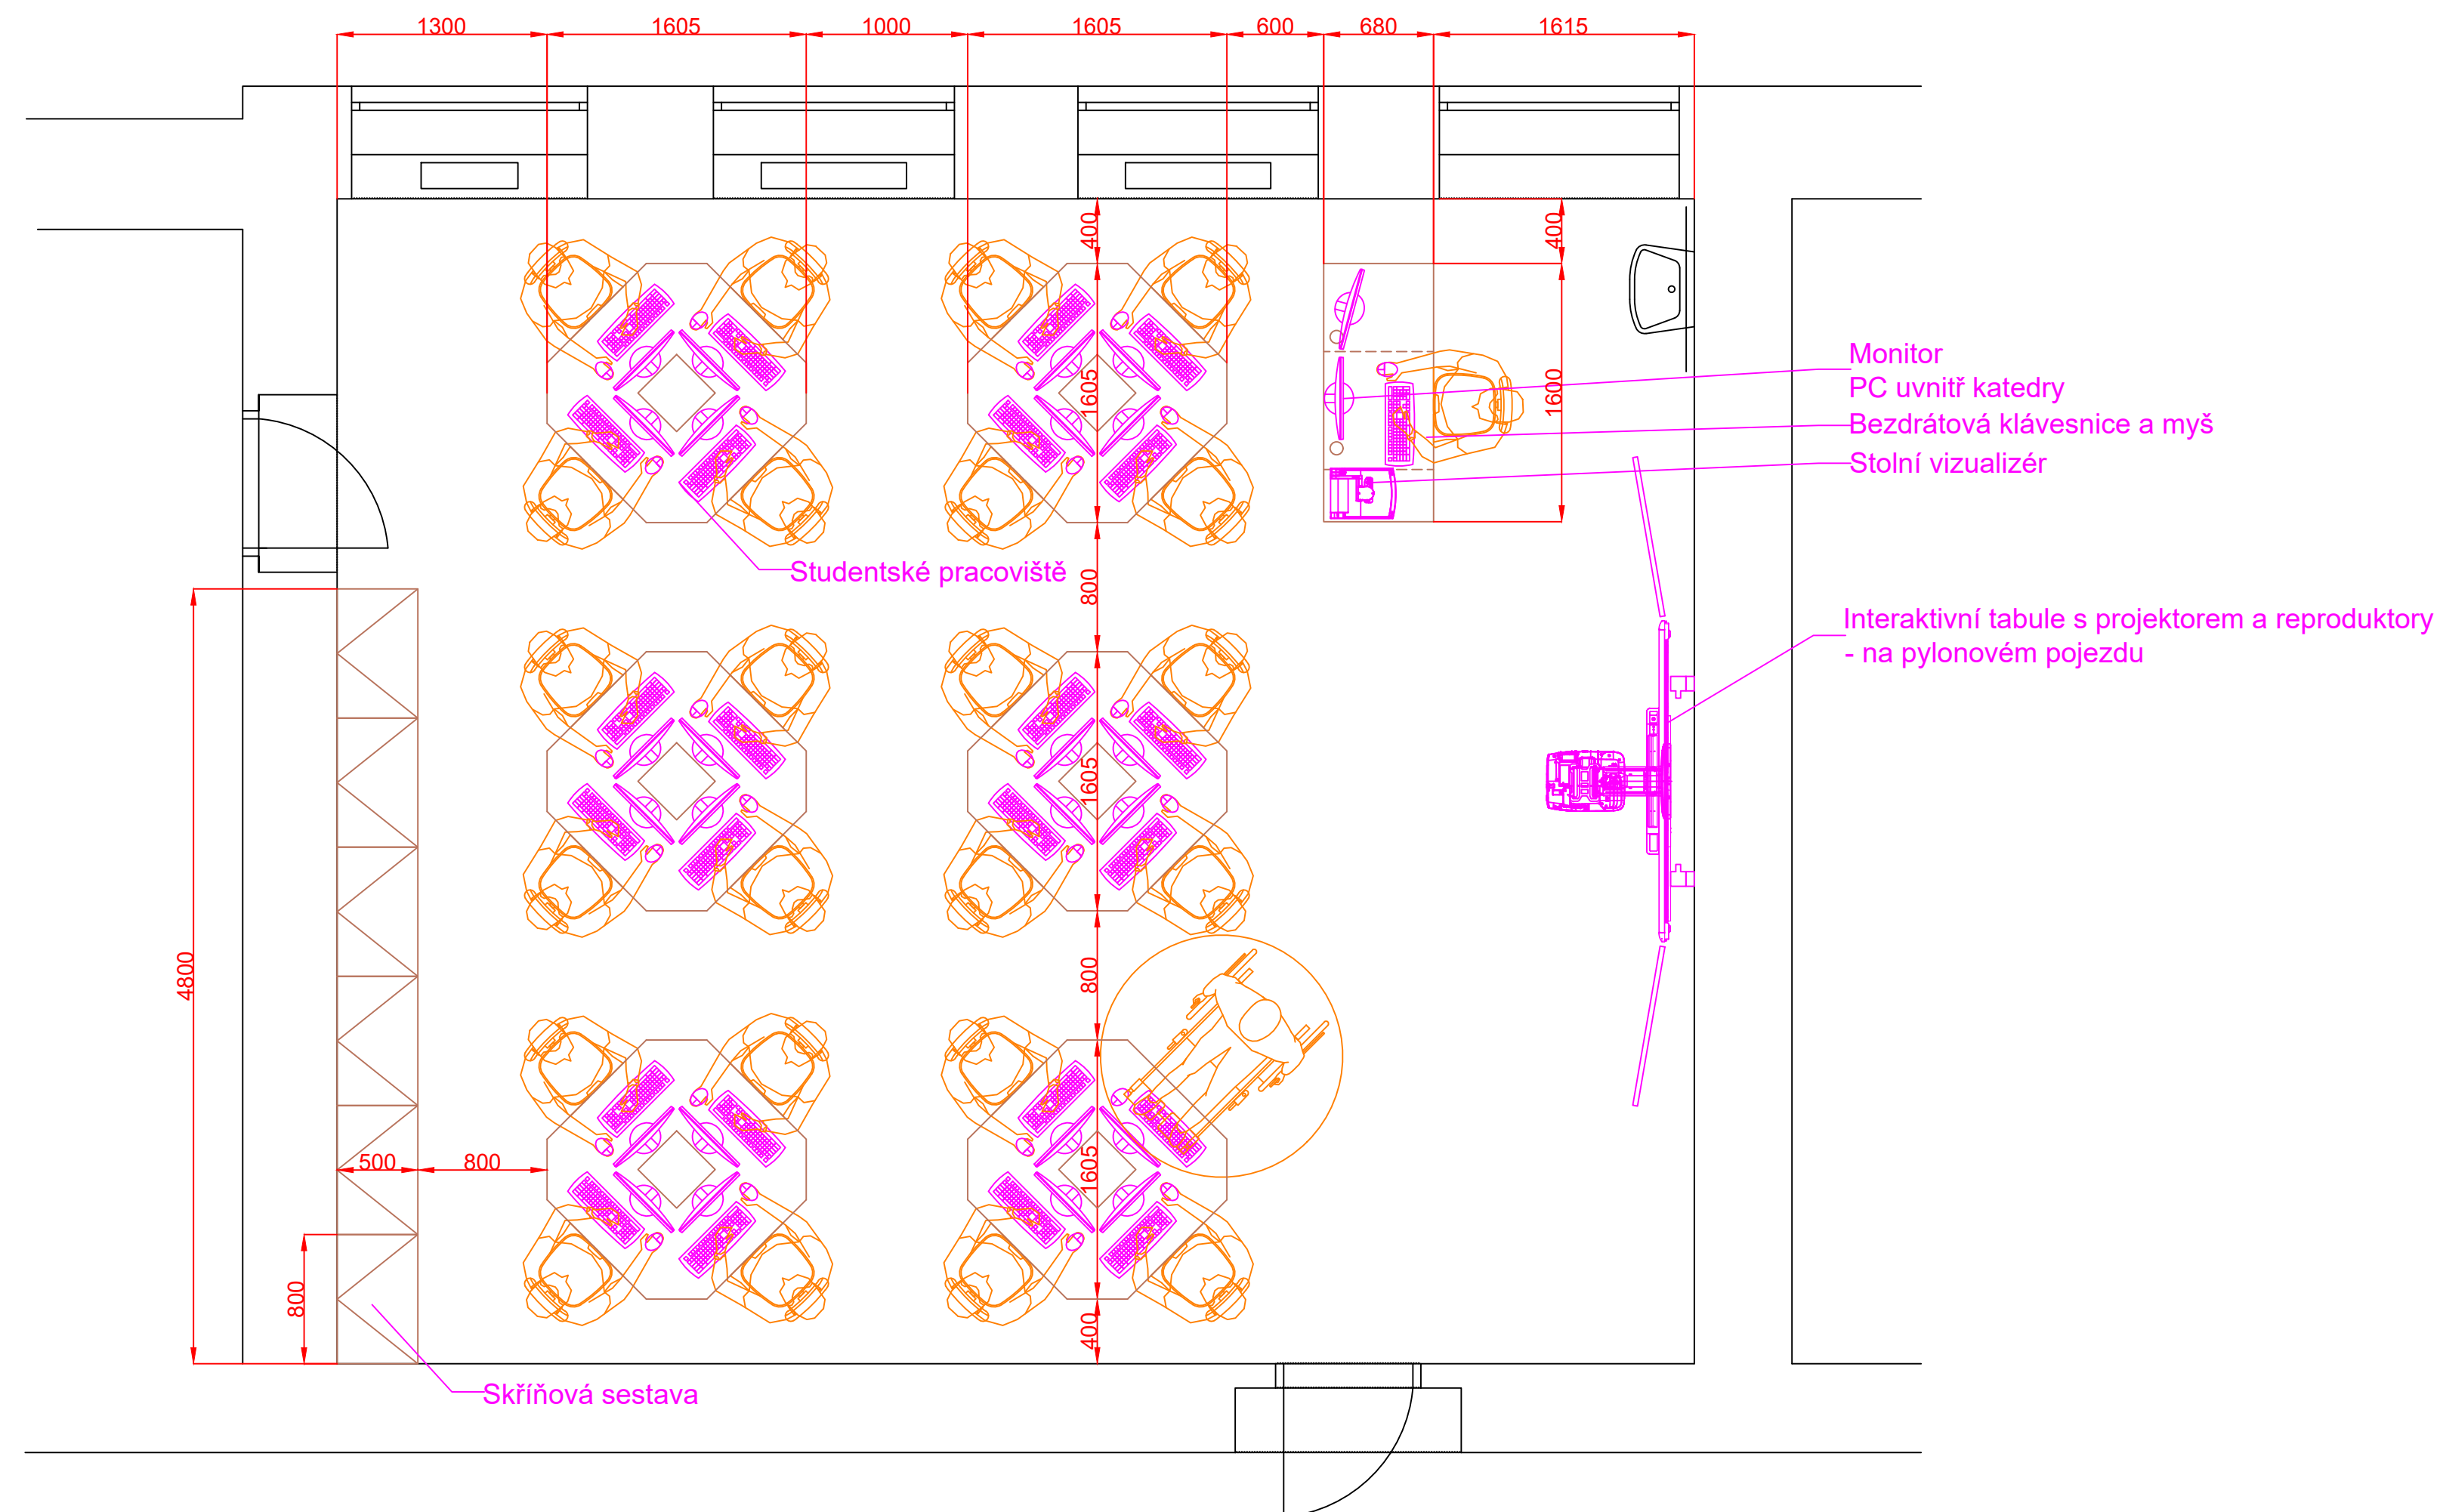 1300 1605 1000 1605 600 680 1615
400 400
1605 1600
Monitor
PC uvnitř katedry
Bezdrátová klávesnice a myš
Stolní vizualizér
Studentské pracoviště
800
Interaktivní tabule s projektorem a reproduktory
- na pylonovém pojezdu
1605
4800
800
500 800
1605
800
400
Skříňová sestava